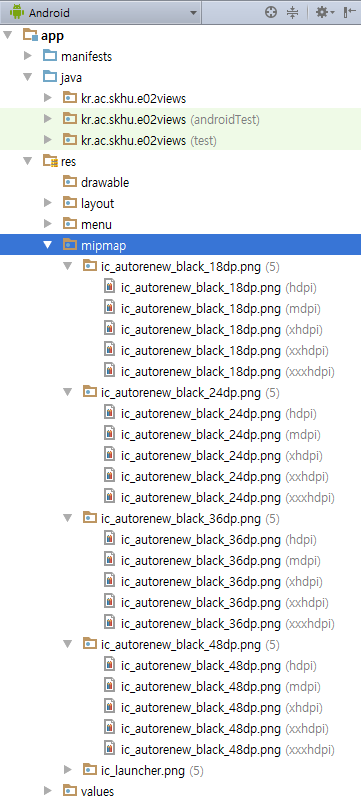 Android
app
manifests
java
kr.ac.skhu.e02views
kr.ac.skhu.e02views (androidTest)
kr.ac.skhu.e02views (test)
res
drawable
layout
menu
mipmap
ic_autorenew_black_18dp.png (5)
ic_autorenew_black_18dp.png (hdpi)
ic_autorenew_black_18dp.png (mdpi)
ic_autorenew_black_18dp.png (xhdpi)
ic_autorenew_black_18dp.png (xxhdpi)
ic_autorenew_black_18dp.png (xxxhdpi)
ic_autorenew_black_24dp.png (5)
ic_autorenew_black_24dp.png (hdpi)
ic_autorenew_black_24dp.png (mdpi)
ic_autorenew_black_24dp.png (xhdpi)
ic_autorenew_black_24dp.png (xxhdpi)
ic_autorenew_black_24dp.png (xxxhdpi)
ic_autorenew_black_36dp.png (5)
ic_autorenew_black_36dp.png (hdpi)
ic_autorenew_black_36dp.png (mdpi)
ic_autorenew_black_36dp.png (xhdpi)
ic_autorenew_black_36dp.png (xxhdpi)
ic_autorenew_black_36dp.png (xxxhdpi)
ic_autorenew_black_48dp.png (5)
ic_autorenew_black_48dp.png (hdpi)
ic_autorenew_black_48dp.png (mdpi)
ic_autorenew_black_48dp.png (xhdpi)
ic_autorenew_black_48dp.png (xxhdpi)
ic_autorenew_black_48dp.png (xxxhdpi)
ic_launcher.png (5)
values